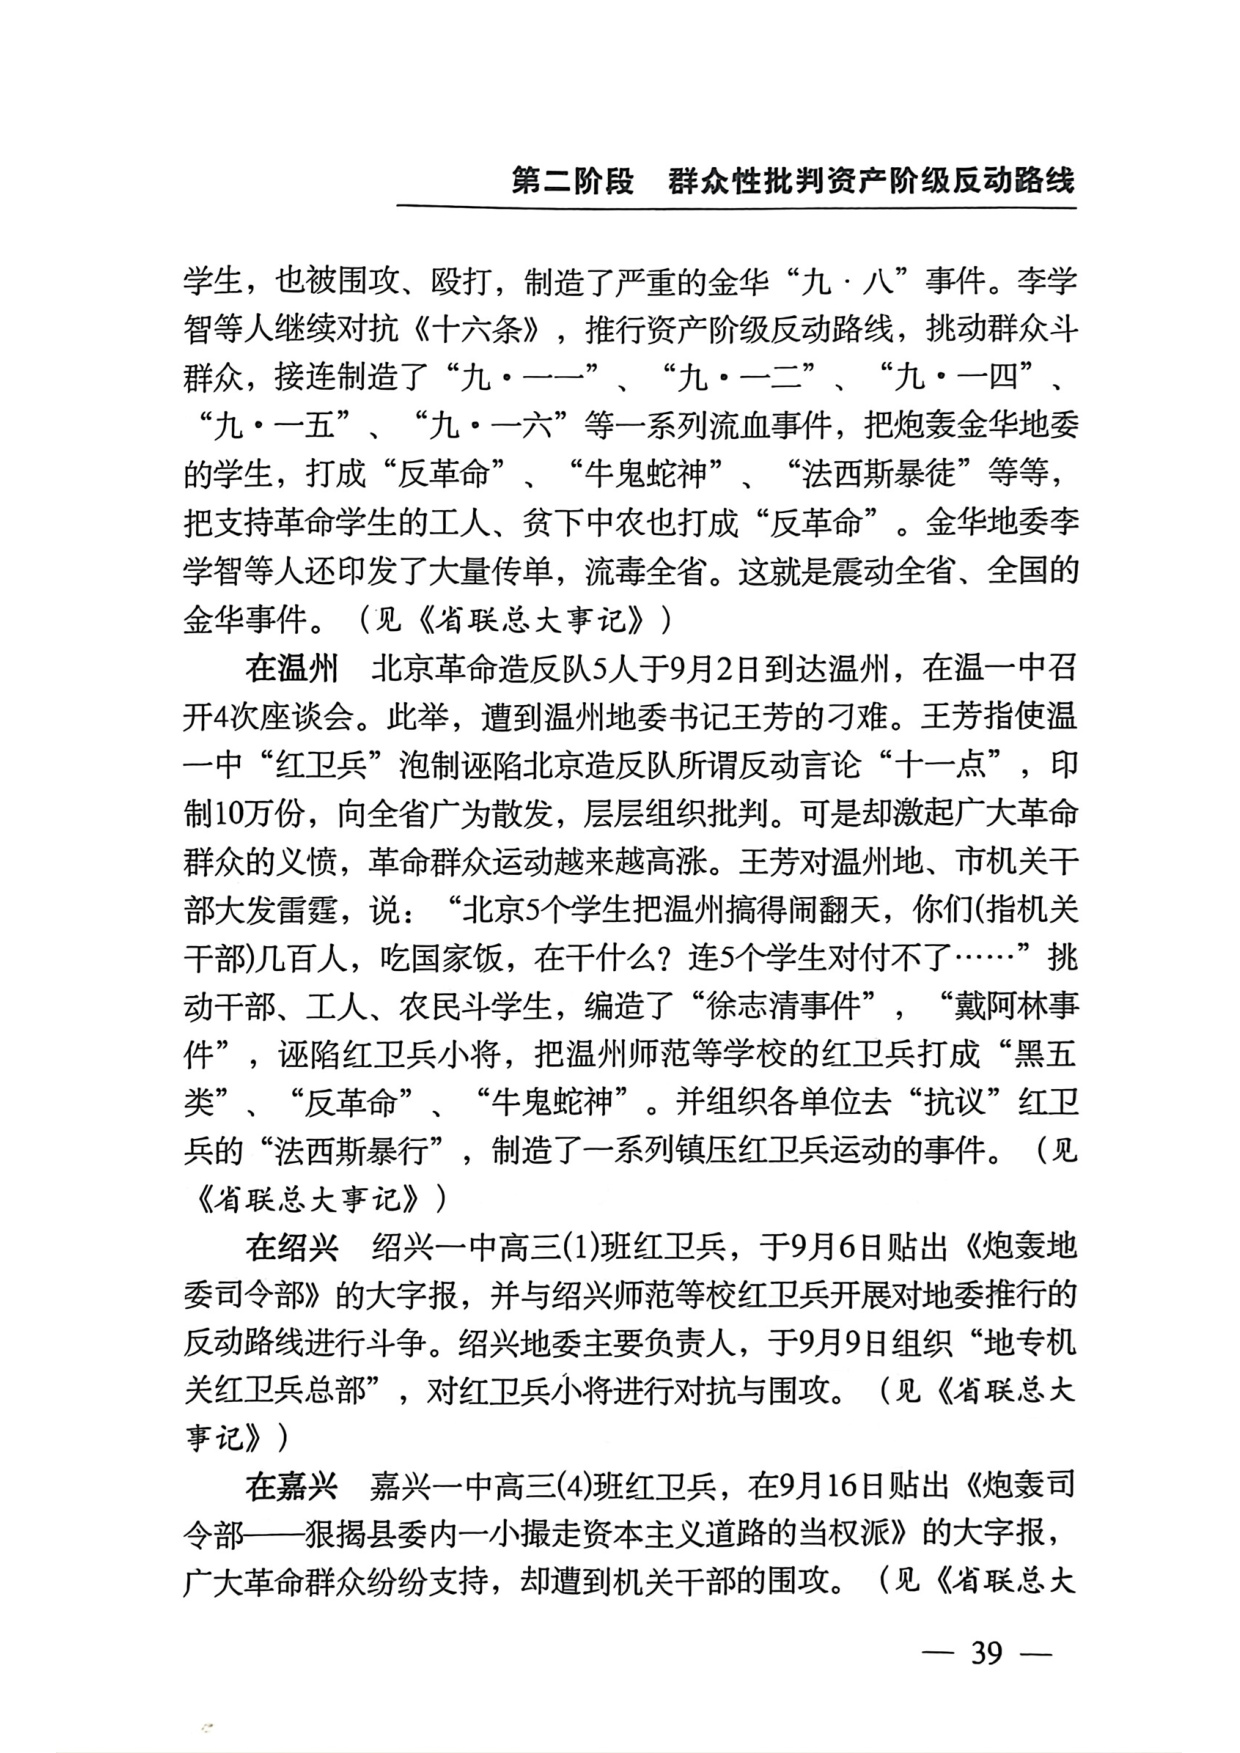 第二阶段　群众性批判资产阶级反动路线
学生，也被围攻、殴打，制造了严重的金华“九·八”事件。李学
智等人继续对抗《十六条》，推行资产阶级反动路线，挑动群众斗
群众，接连制造了“九·一一”、“九·一二”、“九·一四”、
“九·一五”、“九·一六”等一系列流血事件，把炮轰金华地委
的学生，打成“反革命”、“牛鬼蛇神”、“法西斯暴徒”等等，
把支持革命学生的工人、贫下中农也打成“反革命”。金华地委李
学智等人还印发了大量传单，流毒全省。这就是震动全省、全国的
金华事件。（见《省联总大事记》）
在温州　北京革命造反队5人于9月2日到达温州，在温一中召
开4次座谈会。此举，遭到温州地委书记王芳的刁难。王芳指使温
一中“红卫兵”泡制诬陷北京造反队所谓反动言论“十一点”，印
制10万份，向全省广为散发，层层组织批判。可是却激起广大革命
群众的义愤，革命群众运动越来越高涨。王芳对温州地、市机关干
部大发雷霆，说：“北京5个学生把温州搞得闹翻天，你们(指机关
干部)几百人，吃国家饭，在干什么？连5个学生对付不了……”挑
动干部、工人、农民斗学生，编造了“徐志清事件”，“戴阿林事
件”，诬陷红卫兵小将，把温州师范等学校的红卫兵打成“黑五
类”、“反革命”、“牛鬼蛇神”。并组织各单位去“抗议”红卫
兵的“法西斯暴行”，制造了一系列镇压红卫兵运动的事件。（见
《省联总大事记》）
在绍兴　绍兴一中高三(1)班红卫兵，于9月6日贴出《炮轰地
委司令部》的大字报，并与绍兴师范等校红卫兵开展对地委推行的
反动路线进行斗争。绍兴地委主要负责人，于9月9日组织“地专机
关红卫兵总部”，对红卫兵小将进行对抗与围攻。（见《省联总大
事记》）
在嘉兴　嘉兴一中高三(4)班红卫兵，在9月16日贴出《炮轰司
令部——狠揭县委内一小撮走资本主义道路的当权派》的大字报，
广大革命群众纷纷支持，却遭到机关干部的围攻。（见《省联总大
— 39 —